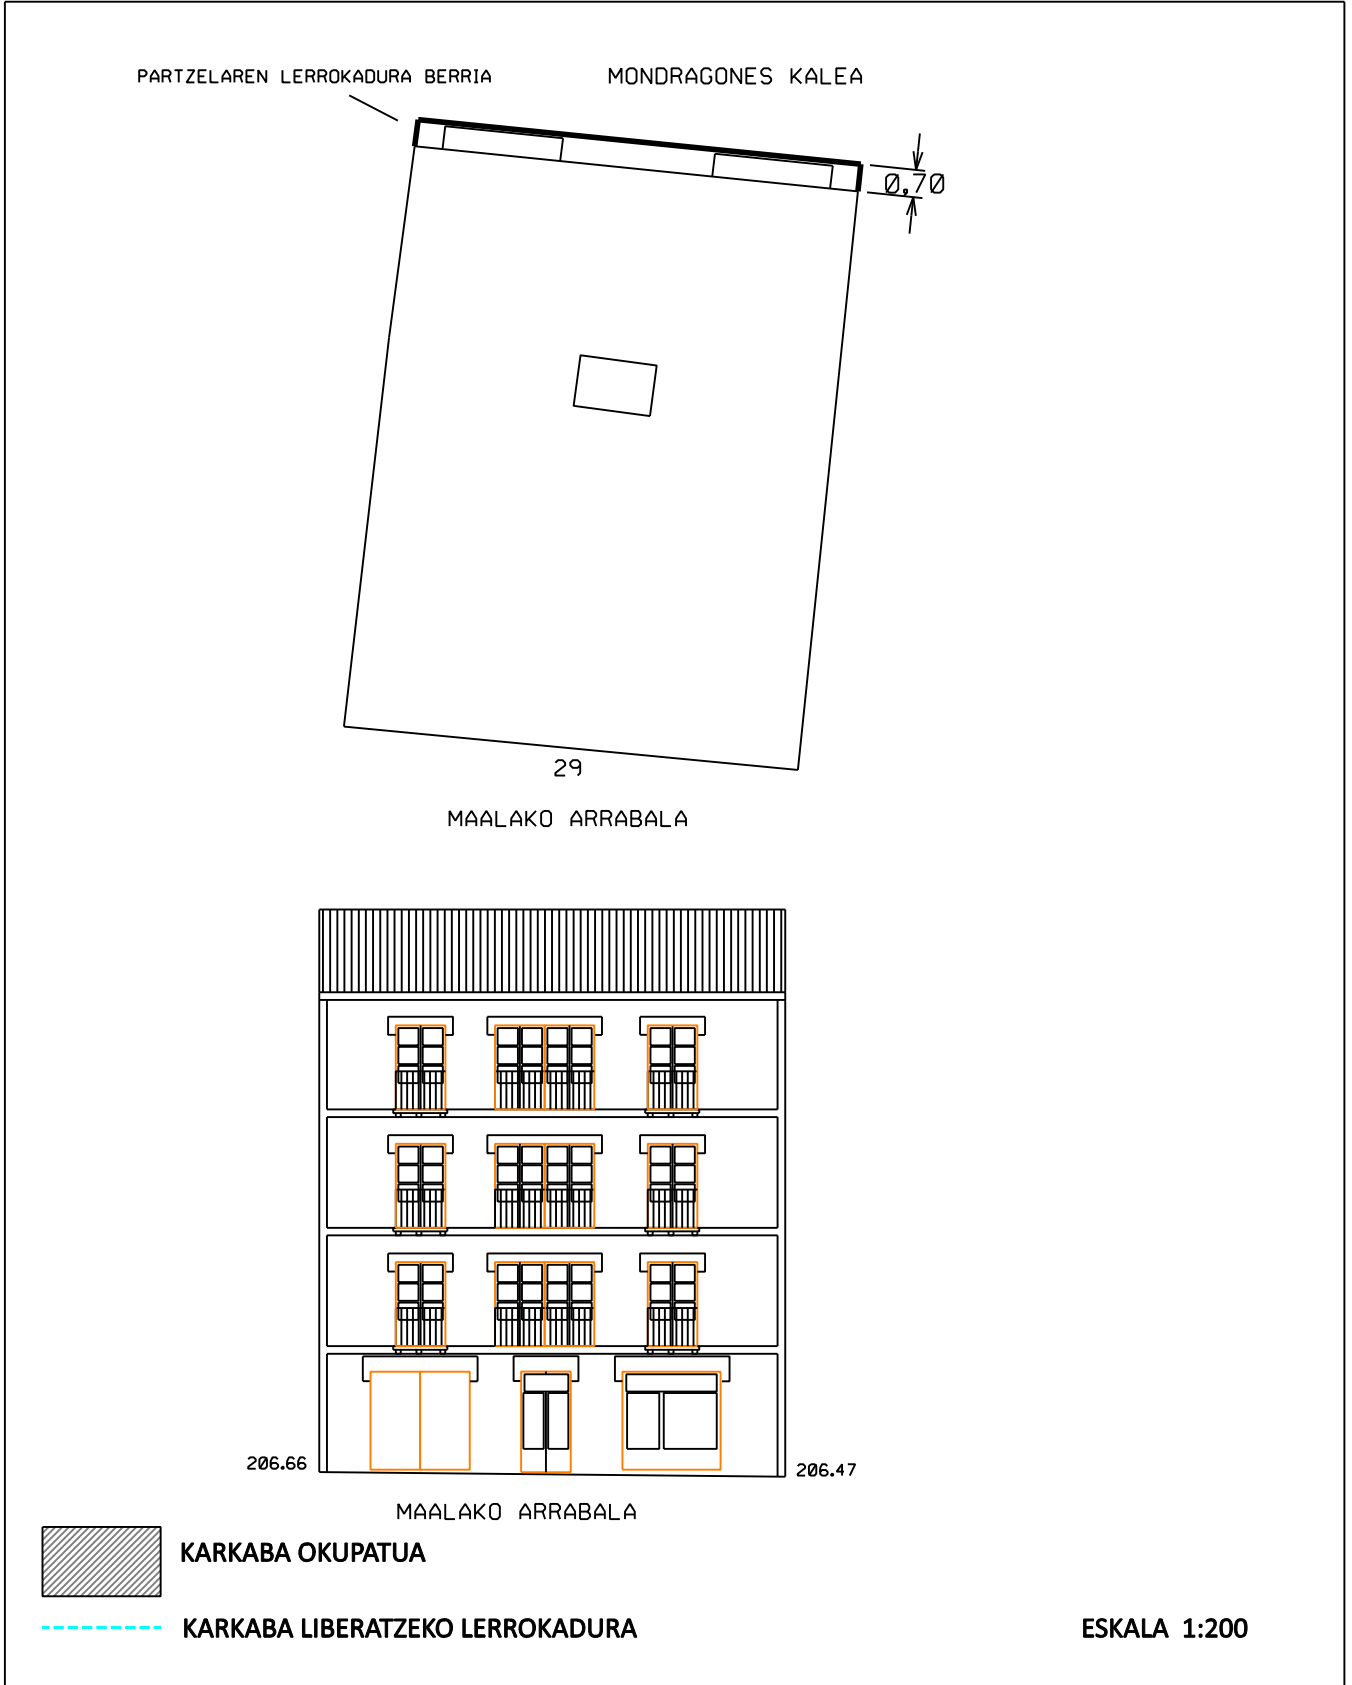 PARTZELAREN LERROKADURA BERRIA
MONDRAGONES KALEA
0,70
29
MAALAKO ARRABALA
206.66
206.47
MAALAKO ARRABALA
KARKABA OKUPATUA
KARKABA LIBERATZEKO LERROKADURA
ESKALA 1:200